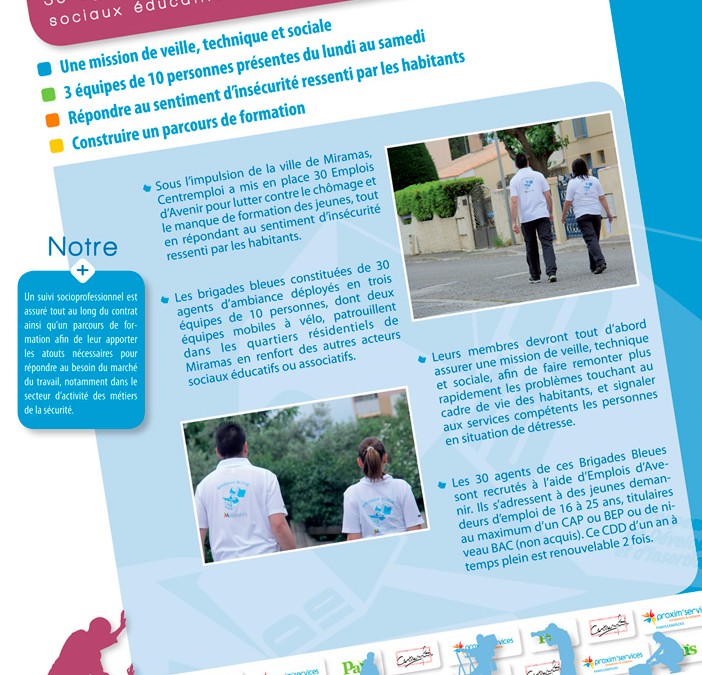 sociaux éducati
Une mission de veille, technique et sociale
3 équipes de 10 personnes présentes du lundi au samedi
Répondre au sentiment d'insécurité ressenti par les habitants
Construire un parcours de formation
Sous l'impulsion de la ville de Miramas,
Centremploi a mis en place 30 Emplois
d'Avenir pour lutter contre le chômage et
le manque de formation des jeunes, tout
en répondant au sentiment d'insécurité
ressenti par les habitants.
Notre
+
Un suivi socioprofessionnel est
assuré tout au long du contrat
ainsi qu'un parcours de for-
mation afin de leur apporter
les atouts nécessaires pour
répondre au besoin du marché
du travail, notamment dans le
secteur d'activité des métiers
de la sécurité.
Les brigades bleues constituées de 30
agents d'ambiance déployés en trois
équipes de 10 personnes, dont deux
équipes mobiles à vélo, patrouillent
dans les quartiers résidentiels de
Miramas en renfort des autres acteurs
sociaux éducatifs ou associatifs.
Leurs membres devront tout d'abord
assurer une mission de veille, technique
et sociale, afin de faire remonter plus
rapidement les problèmes touchant au
cadre de vie des habitants, et signaler
aux services compétents les personnes
en situation de détresse.
Les 30 agents de ces Brigades Bleues
sont recrutés à l'aide d'Emplois d'Ave-
nir. Ils s'adressent à des jeunes deman-
deurs d'emploi de 16 à 25 ans, titulaires
au maximum d'un CAP ou BEP ou de ni-
veau BAC (non acquis). Ce CDD d'un an à
temps plein est renouvelable 2 fois.
proxim'services
proxim'services
proxim'services
proxim'services